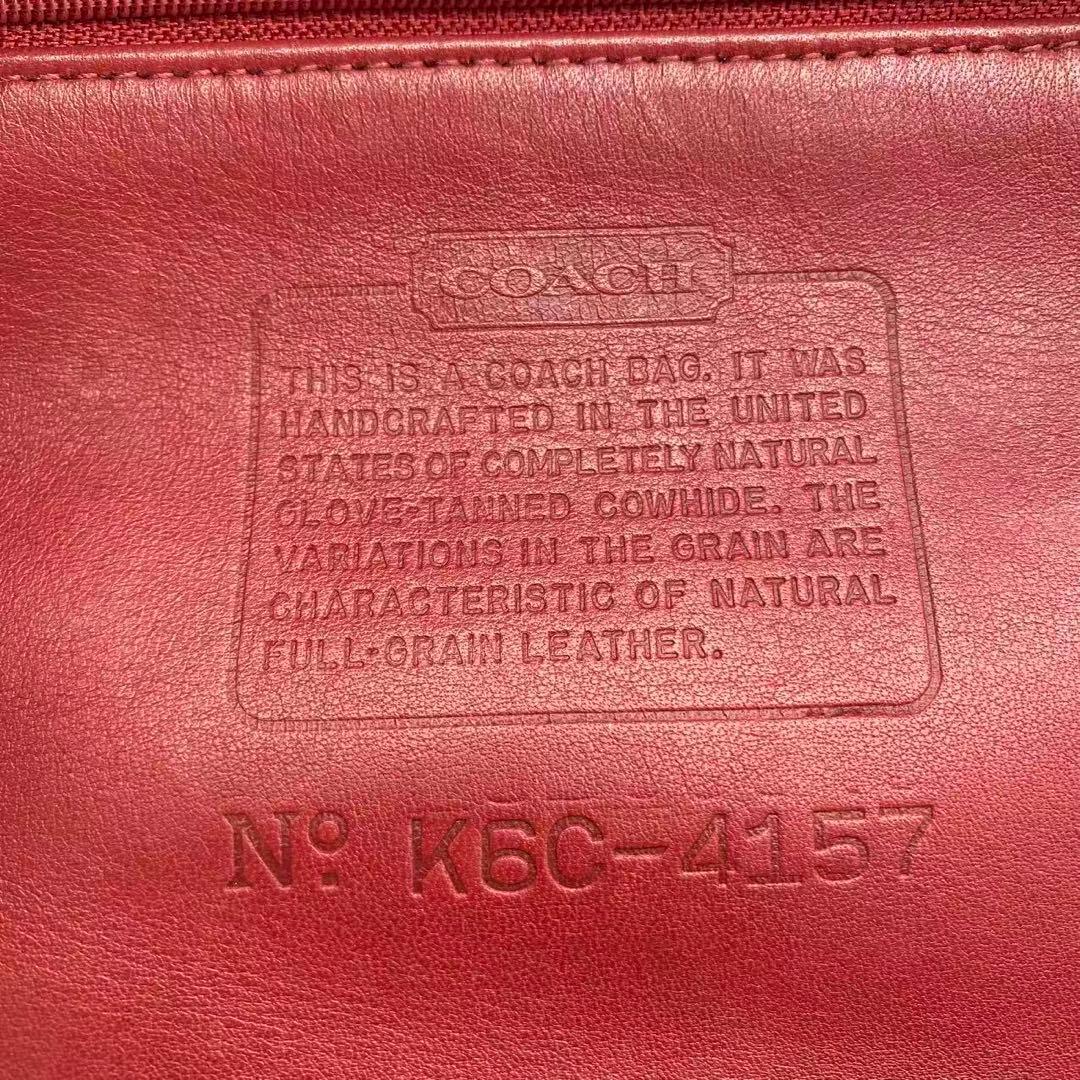 COACH
THIS IS A COACH BAG. IT WAS
HANDCRAFTED IN THE UNITED
STATES OF COMPLETELY NATURAL
GLOVE-TANNED COWHIDE. THE
VARIATIONS IN THE GRAIN ARE
CHARACTERISTIC OF NATURAL
FULL-GRAIN LEATHER.
Nº K6C-4157